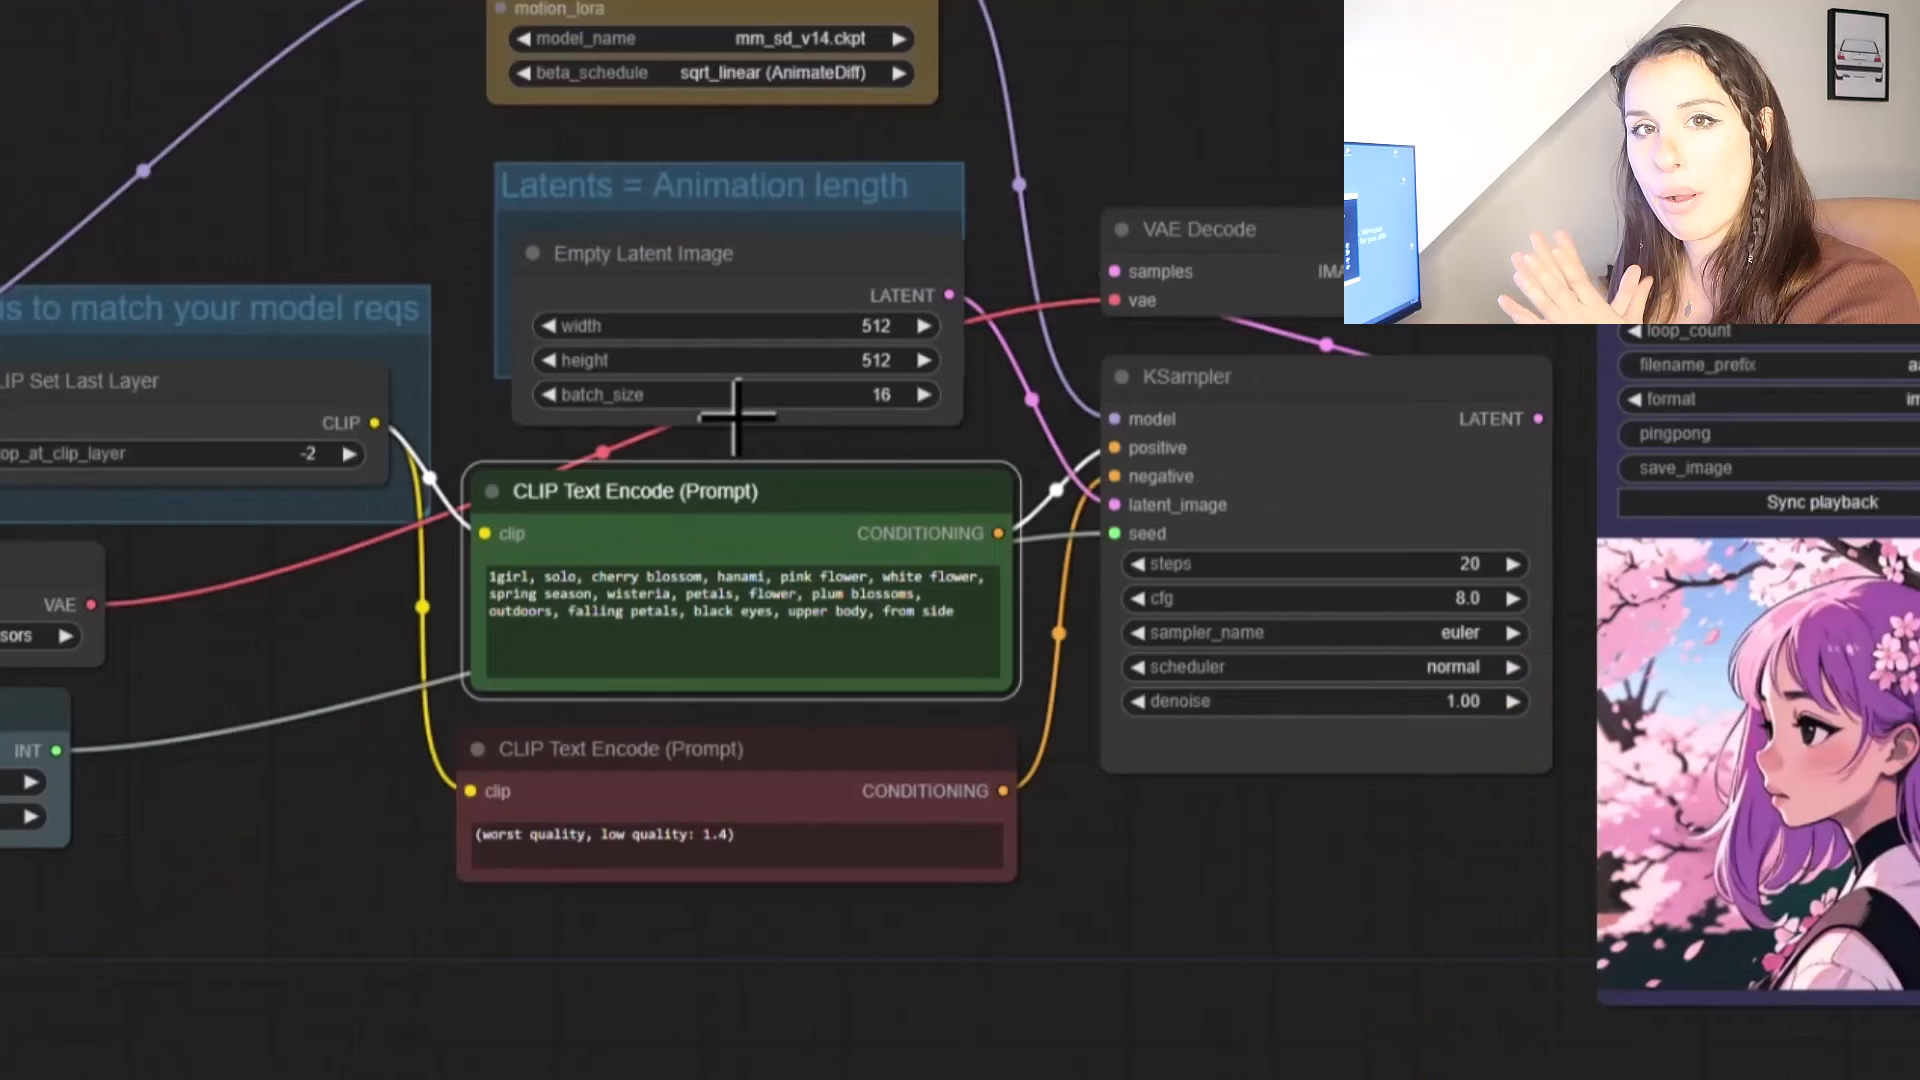 motion_lora
model_name mm_sd_v14.ckpt
beta_schedule sqrt_linear (AnimateDiff)
Latents = Animation length
Empty Latent Image
LATENT
width 512
height 512
batch_size 16
is to match your model reqs
LIP Set Last Layer
CLIP
op_at_clip_layer -2
VAE
sors
INT
CLIP Text Encode (Prompt)
clip CONDITIONING
1girl, solo, cherry blossom, hanami, pink flower, white flower,
spring season, wisteria, petals, flower, plum blossoms,
outdoors, falling petals, black eyes, upper body, from side
CLIP Text Encode (Prompt)
clip CONDITIONING
(worst quality, low quality: 1.4)
VAE Decode
samples IMA
vae
KSampler
model LATENT
positive
negative
latent_image
seed
steps 20
cfg 8.0
sampler_name euler
scheduler normal
denoise 1.00
loop_count
filename_prefix
format im
pingpong
save_image
Sync playback